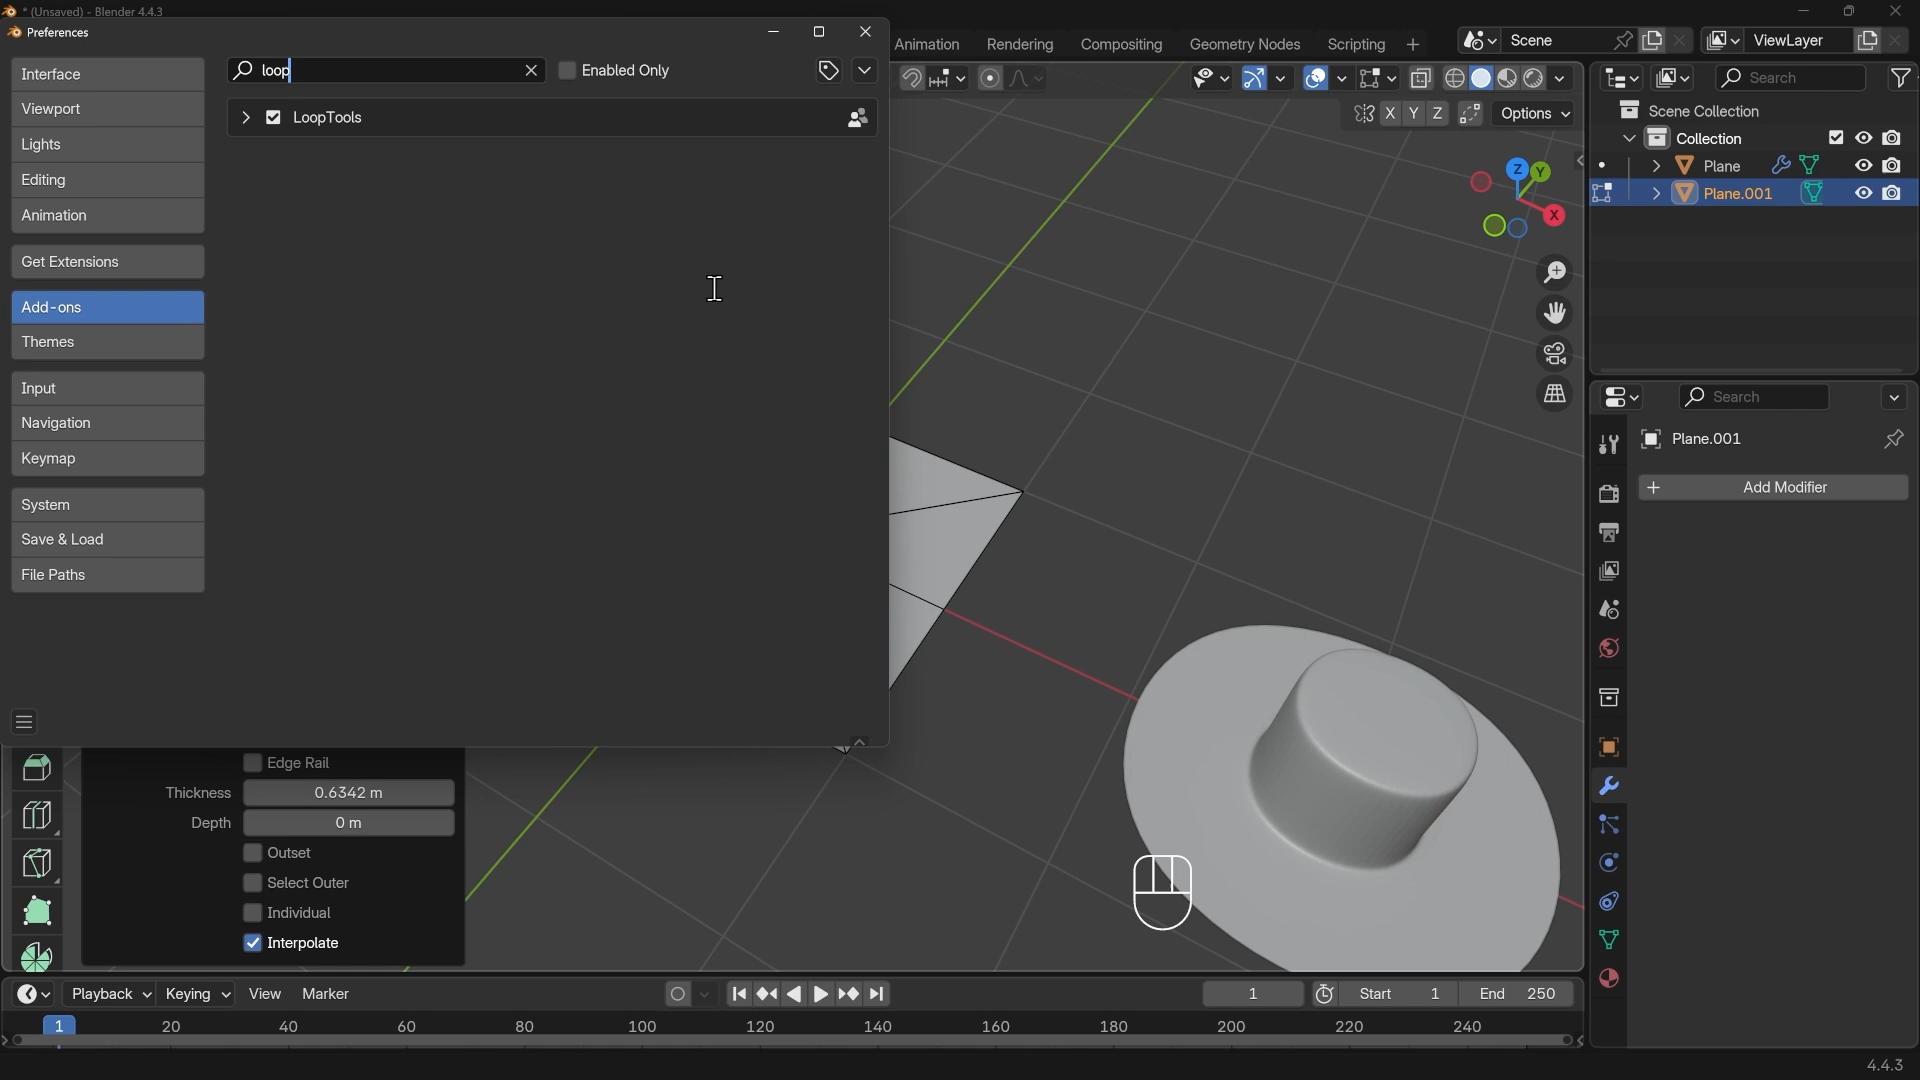 * (Unsaved) - Blender 4.4.3
Preferences
Animation
Rendering
Compositing
Geometry Nodes
Scripting
Scene
ViewLayer
Interface
Viewport
Lights
Editing
Animation
Get Extensions
Add-ons
Themes
Input
Navigation
Keymap
System
Save & Load
File Paths
loop
Enabled Only
LoopTools
X Y Z
Options
Z
Y
X
Search
Scene Collection
Collection
Plane
Plane.001
Search
Plane.001
Add Modifier
Edge Rail
Thickness 0.6342 m
Depth 0 m
Outset
Select Outer
Individual
Interpolate
Playback Keying View Marker
1 Start 1 End 250
1 20 40 60 80 100 120 140 160 180 200 220 240
4.4.3